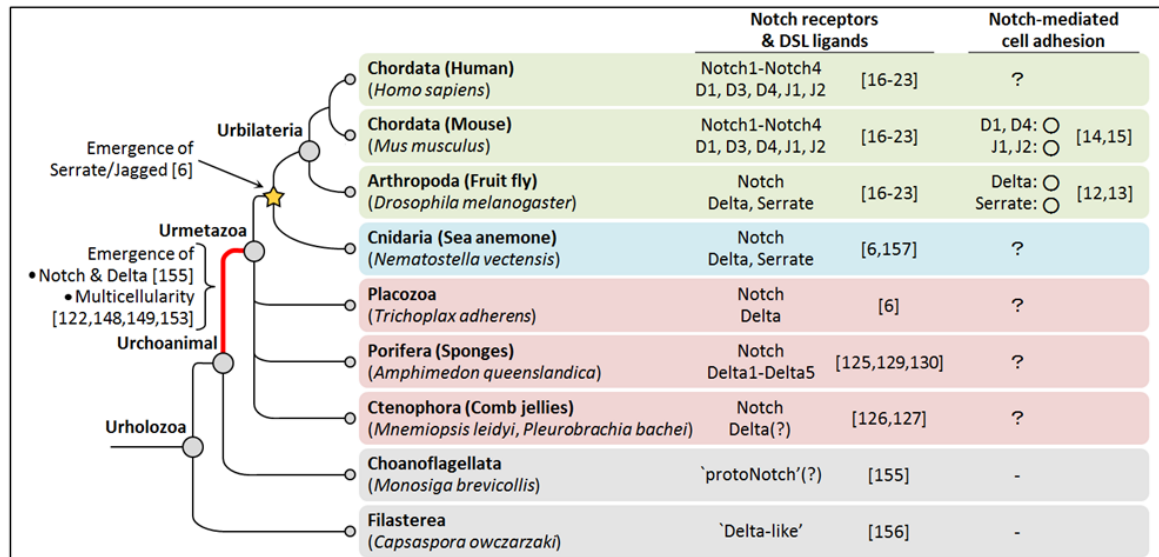 Notch receptors
& DSL ligands
Notch-mediated
cell adhesion
Chordata (Human)
(Homo sapiens)
Notch1-Notch4
D1, D3, D4, J1, J2
[16-23]
?
Chordata (Mouse)
(Mus musculus)
Notch1-Notch4
D1, D3, D4, J1, J2
[16-23]
D1, D4: ○
J1, J2: ○
[14,15]
Arthropoda (Fruit fly)
(Drosophila melanogaster)
Notch
Delta, Serrate
[16-23]
Delta: ○
Serrate: ○
[12,13]
Cnidaria (Sea anemone)
(Nematostella vectensis)
Notch
Delta, Serrate
[6,157]
?
Placozoa
(Trichoplax adherens)
Notch
Delta
[6]
?
Porifera (Sponges)
(Amphimedon queenslandica)
Notch
Delta1-Delta5
[125,129,130]
?
Ctenophora (Comb jellies)
(Mnemiopsis leidyi, Pleurobrachia bachei)
Notch
Delta(?)
[126,127]
?
Choanoflagellata
(Monosiga brevicollis)
`protoNotch’(?)
[155]
-
Filasterea
(Capsaspora owczarzaki)
`Delta-like’
[156]
-
Urbilateria
Emergence of
Serrate/Jagged [6]
Urmetazoa
Emergence of
•Notch & Delta [155]
•Multicellularity
[122,148,149,153]
Urchoanimal
Urholozoa